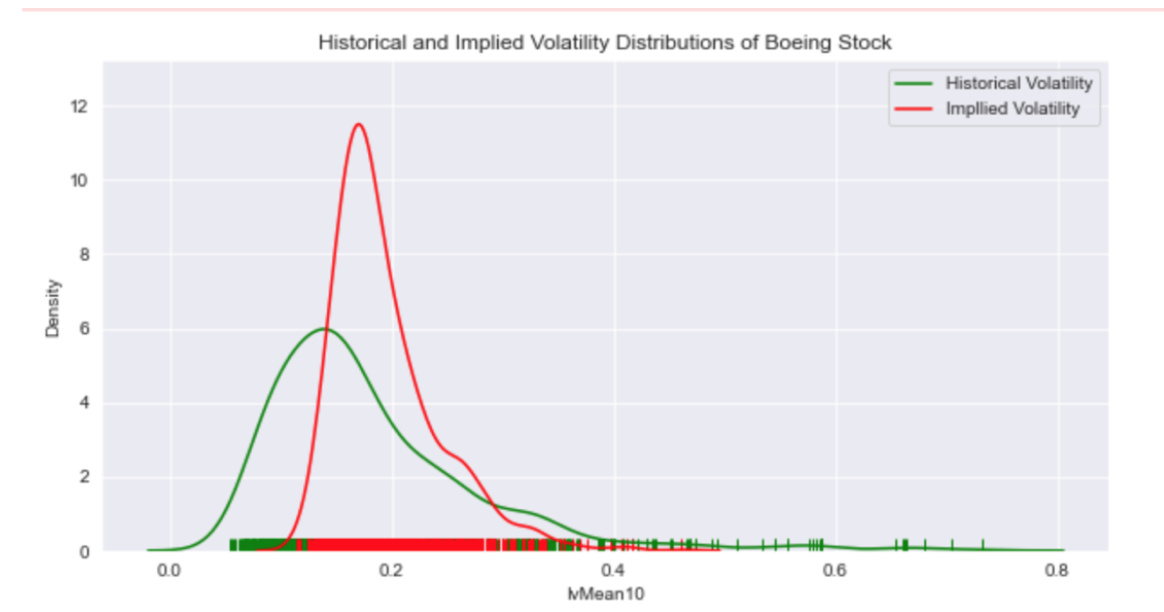 Historical and Implied Volatility Distributions of Boeing Stock
Historical Volatility
Impllied Volatility
12
10
8
6
4
2
0
Density
0.0 0.2 0.4 0.6 0.8
IvMean10